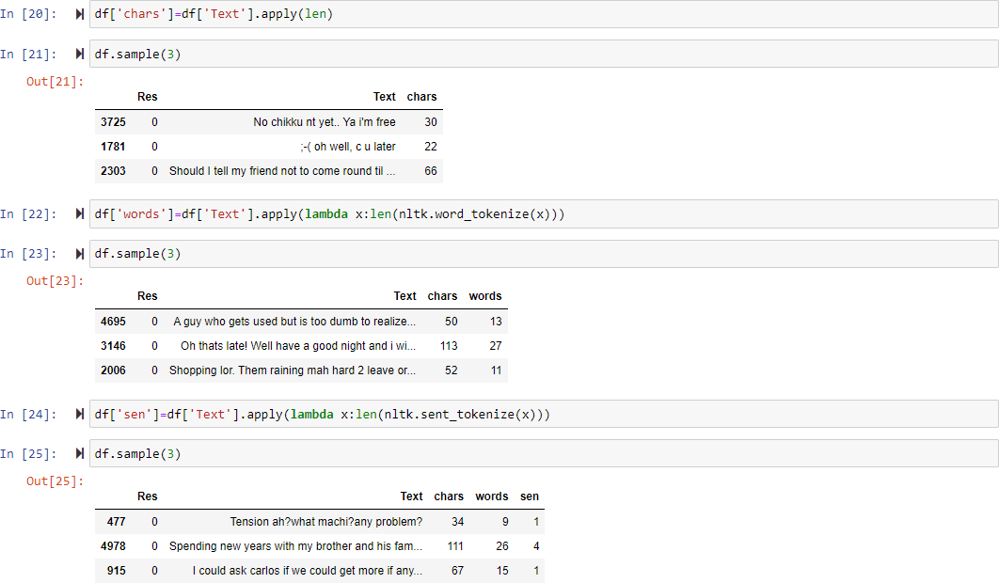 In [20]: df['chars']=df['Text'].apply(len)
In [21]: df.sample(3)
Out[21]:
Res Text chars
3725 0 No chikku nt yet.. Ya i'm free 30
1781 0 ;-( oh well, c u later 22
2303 0 Should I tell my friend not to come round til ... 66
In [22]: df['words']=df['Text'].apply(lambda x:len(nltk.word_tokenize(x)))
In [23]: df.sample(3)
Out[23]:
Res Text chars words
4695 0 A guy who gets used but is too dumb to realize... 50 13
3146 0 Oh thats late! Well have a good night and i wi... 113 27
2006 0 Shopping lor. Them raining mah hard 2 leave or... 52 11
In [24]: df['sen']=df['Text'].apply(lambda x:len(nltk.sent_tokenize(x)))
In [25]: df.sample(3)
Out[25]:
Res Text chars words sen
477 0 Tension ah?what machi?any problem? 34 9 1
4978 0 Spending new years with my brother and his fam... 111 26 4
915 0 I could ask carlos if we could get more if any... 67 15 1